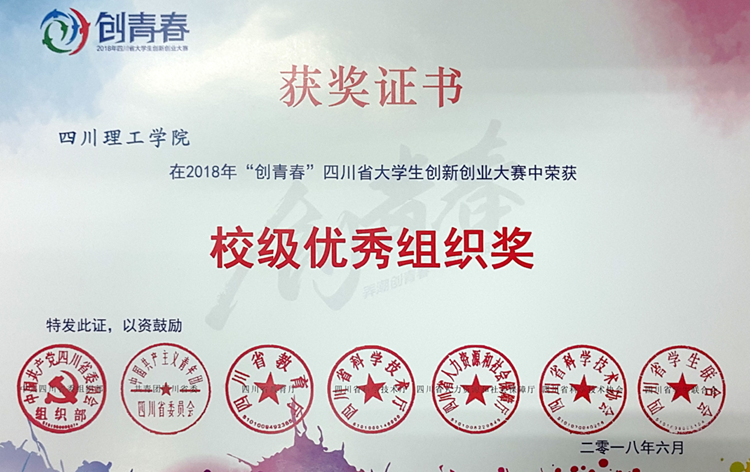 创青春
2018年四川省大学生创新创业大赛
获奖证书
四川理工学院
在2018年“创青春”四川省大学生创新创业大赛中荣获
校级优秀组织奖
特发此证，以资鼓励
中国共产党四川省委员会
组织部
中国共产主义青年团
四川省委员会
四川省教育厅
四川省科学技术厅
四川省人力资源和社会保障厅
四川省科学技术协会
四川省学生联合会
二零一八年六月